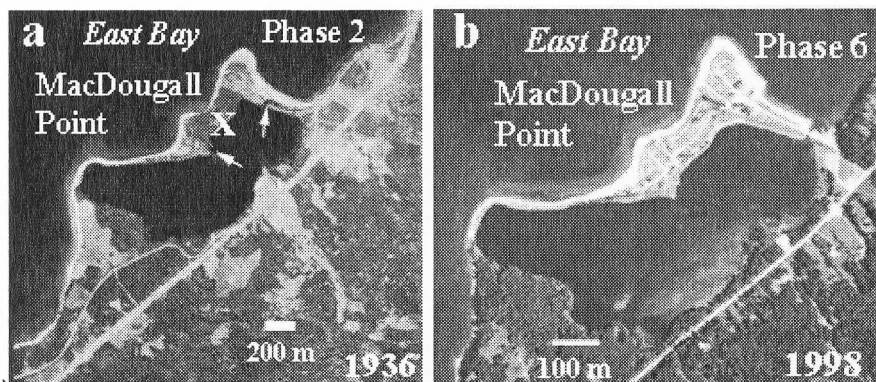 a East Bay Phase 2
MacDougall
Point
X
200 m
1936
b East Bay Phase 6
MacDougall
Point
100 m
1998